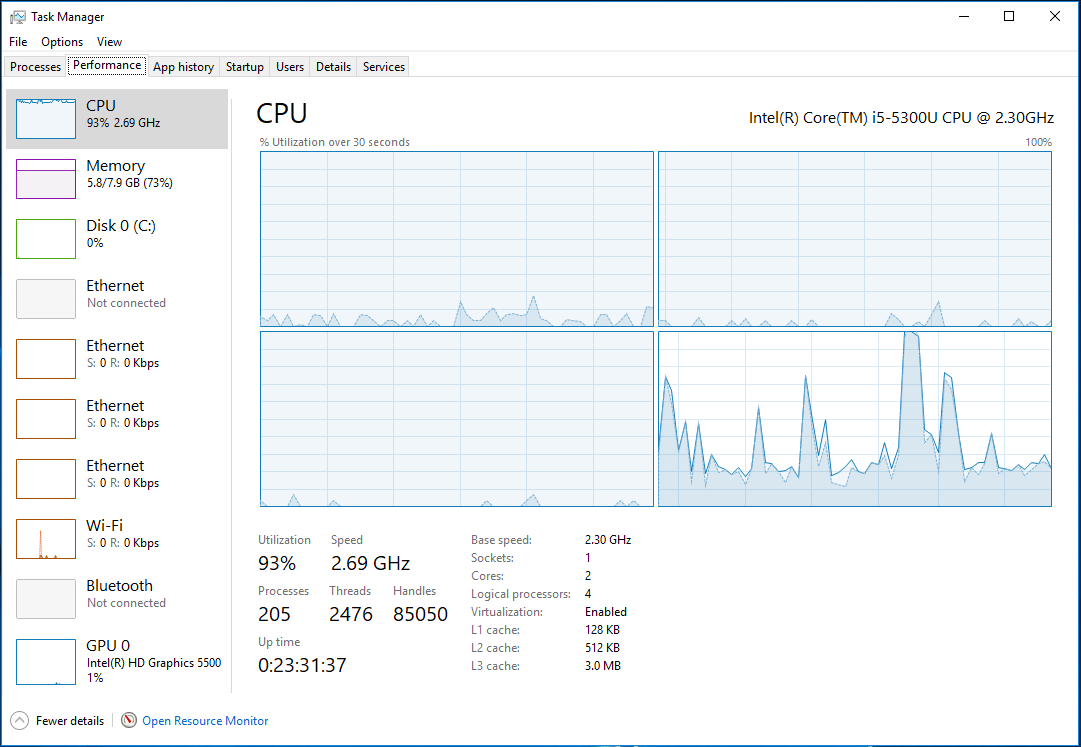 Task Manager
File Options View
Processes Performance App history Startup Users Details Services
CPU
93% 2.69 GHz
Memory
5.8/7.9 GB (73%)
Disk 0 (C:)
0%
Ethernet
Not connected
Ethernet
S: 0 R: 0 Kbps
Ethernet
S: 0 R: 0 Kbps
Ethernet
S: 0 R: 0 Kbps
Wi-Fi
S: 0 R: 0 Kbps
Bluetooth
Not connected
GPU 0
Intel(R) HD Graphics 5500
1%
CPU
Intel(R) Core(TM) i5-5300U CPU @ 2.30GHz
% Utilization over 30 seconds
100%
Utilization Speed
93% 2.69 GHz
Processes Threads Handles
205 2476 85050
Up time
0:23:31:37
Base speed: 2.30 GHz
Sockets: 1
Cores: 2
Logical processors: 4
Virtualization: Enabled
L1 cache: 128 KB
L2 cache: 512 KB
L3 cache: 3.0 MB
Fewer details
Open Resource Monitor